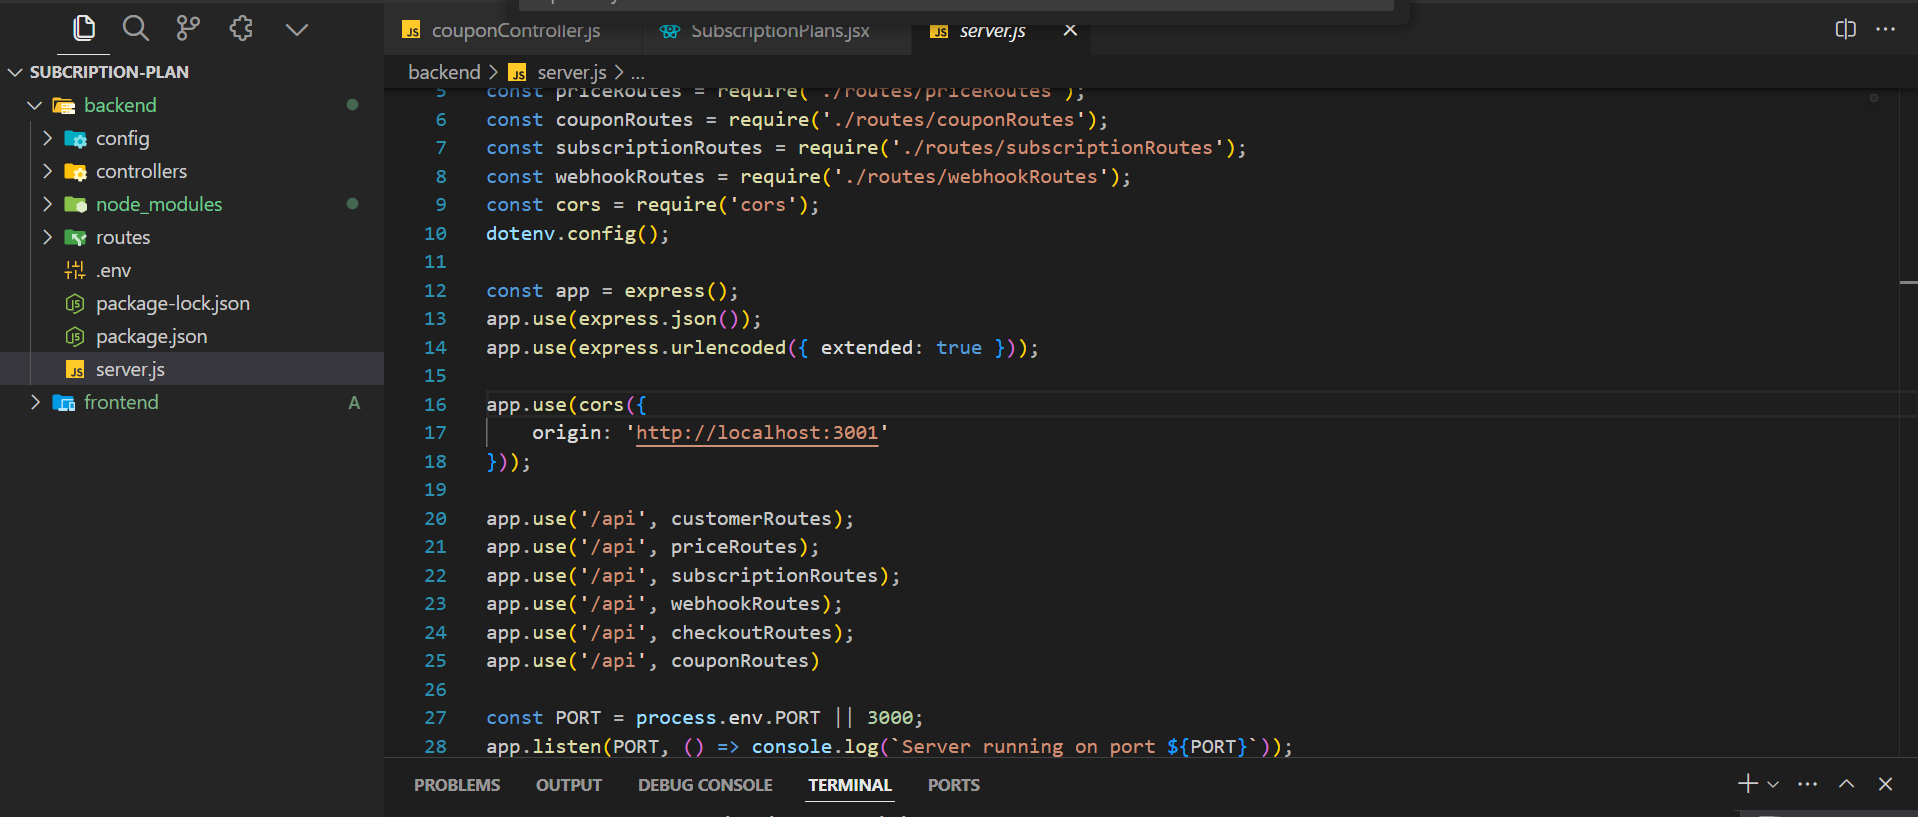 JS couponController.js SubscriptionPlans.jsx JS server.js
SUBCRIPTION-PLAN
backend
config
controllers
node_modules
routes
.env
package-lock.json
package.json
JS server.js
frontend A
backend > JS server.js > ...
5 const priceRoutes = require('./routes/priceRoutes');
6 const couponRoutes = require('./routes/couponRoutes');
7 const subscriptionRoutes = require('./routes/subscriptionRoutes');
8 const webhookRoutes = require('./routes/webhookRoutes');
9 const cors = require('cors');
10 dotenv.config();
11
12 const app = express();
13 app.use(express.json());
14 app.use(express.urlencoded({ extended: true }));
15
16 app.use(cors({
17 origin: 'http://localhost:3001'
18 }));
19
20 app.use('/api', customerRoutes);
21 app.use('/api', priceRoutes);
22 app.use('/api', subscriptionRoutes);
23 app.use('/api', webhookRoutes);
24 app.use('/api', checkoutRoutes);
25 app.use('/api', couponRoutes)
26
27 const PORT = process.env.PORT || 3000;
28 app.listen(PORT, () => console.log(`Server running on port ${PORT}`));
PROBLEMS OUTPUT DEBUG CONSOLE TERMINAL PORTS